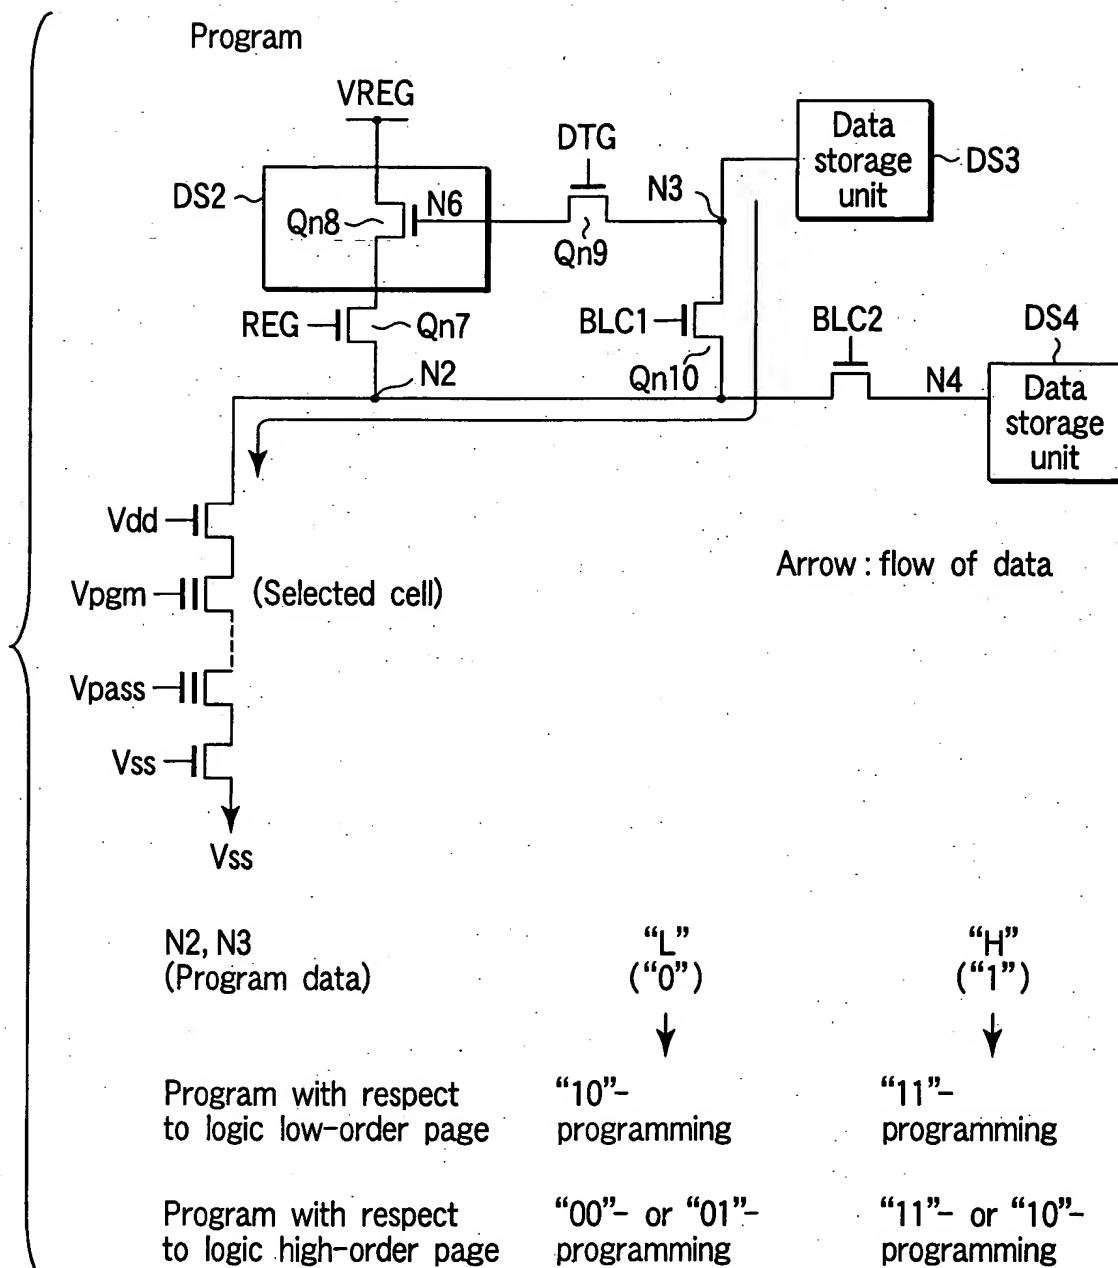 Program
VREG
DTG
Data
storage
unit
DS3
DS2
N6
N3
Qn8
Qn9
REG
Qn7
BLC1
BLC2
DS4
N2
Qn10
N4
Data
storage
unit
Vdd
Arrow : flow of data
Vpgm
(Selected cell)
Vpass
Vss
Vss
N2, N3
(Program data)
“L”
(“0”)
“H”
(“1”)
Program with respect
to logic low-order page
“10”-
programming
“11”-
programming
Program with respect
to logic high-order page
“00”- or “01”-
programming
“11”- or “10”-
programming